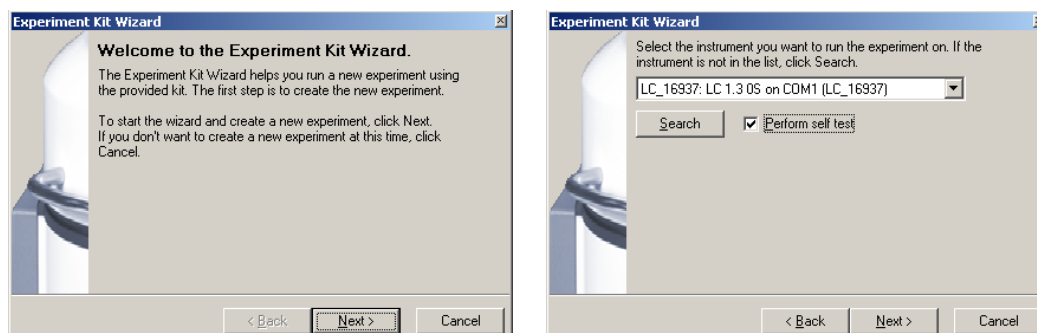 Experiment Kit Wizard
Welcome to the Experiment Kit Wizard.
The Experiment Kit Wizard helps you run a new experiment using
the provided kit. The first step is to create the new experiment.
To start the wizard and create a new experiment, click Next.
If you don't want to create a new experiment at this time, click
Cancel.
< Back
Next >
Cancel
Experiment Kit Wizard
Select the instrument you want to run the experiment on. If the
instrument is not in the list, click Search.
LC_16937: LC 1.3 0S on COM1 (LC_16937)
Search
Perform self test
< Back
Next >
Cancel